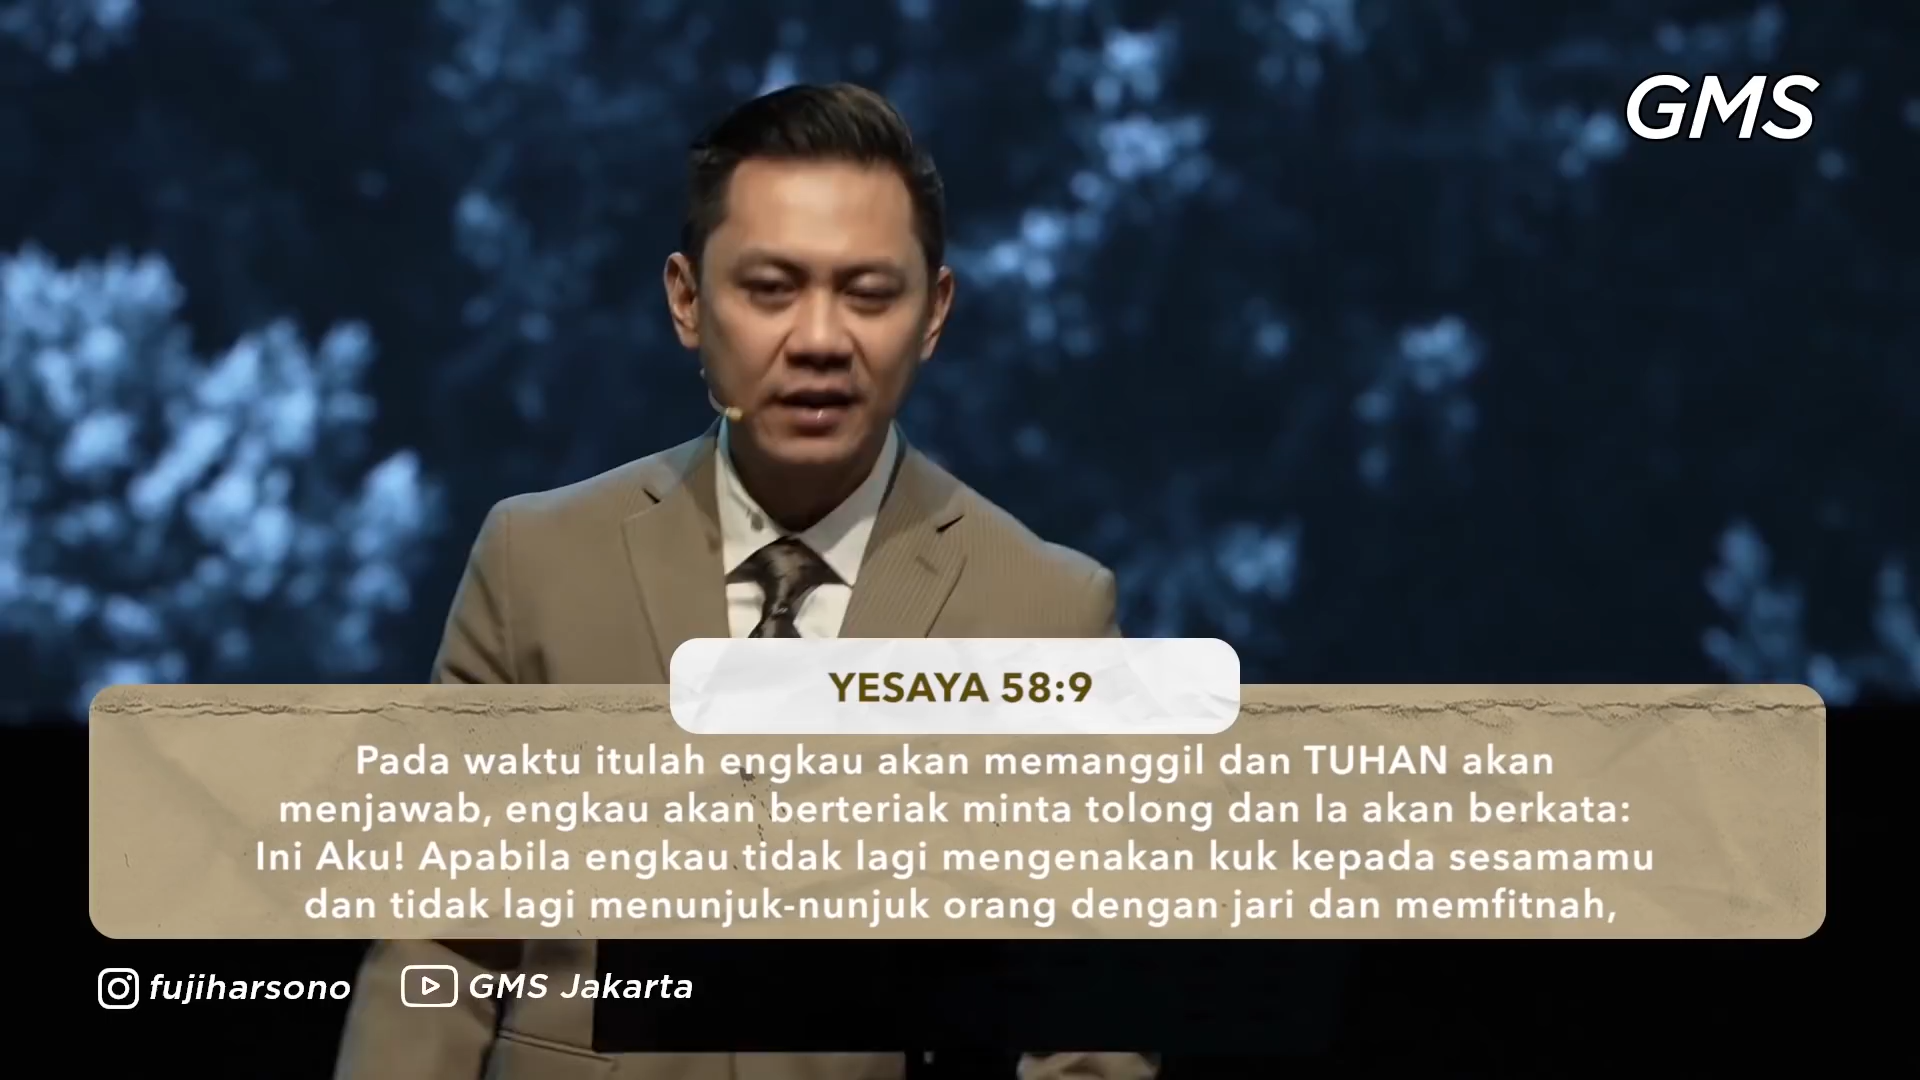 GMS
YESAYA 58:9
Pada waktu itulah engkau akan memanggil dan TUHAN akan
menjawab, engkau akan berteriak minta tolong dan Ia akan berkata:
Ini Aku! Apabila engkau tidak lagi mengenakan kuk kepada sesamamu
dan tidak lagi menunjuk-nunjuk orang dengan jari dan memfitnah,
fujiharsono GMS Jakarta